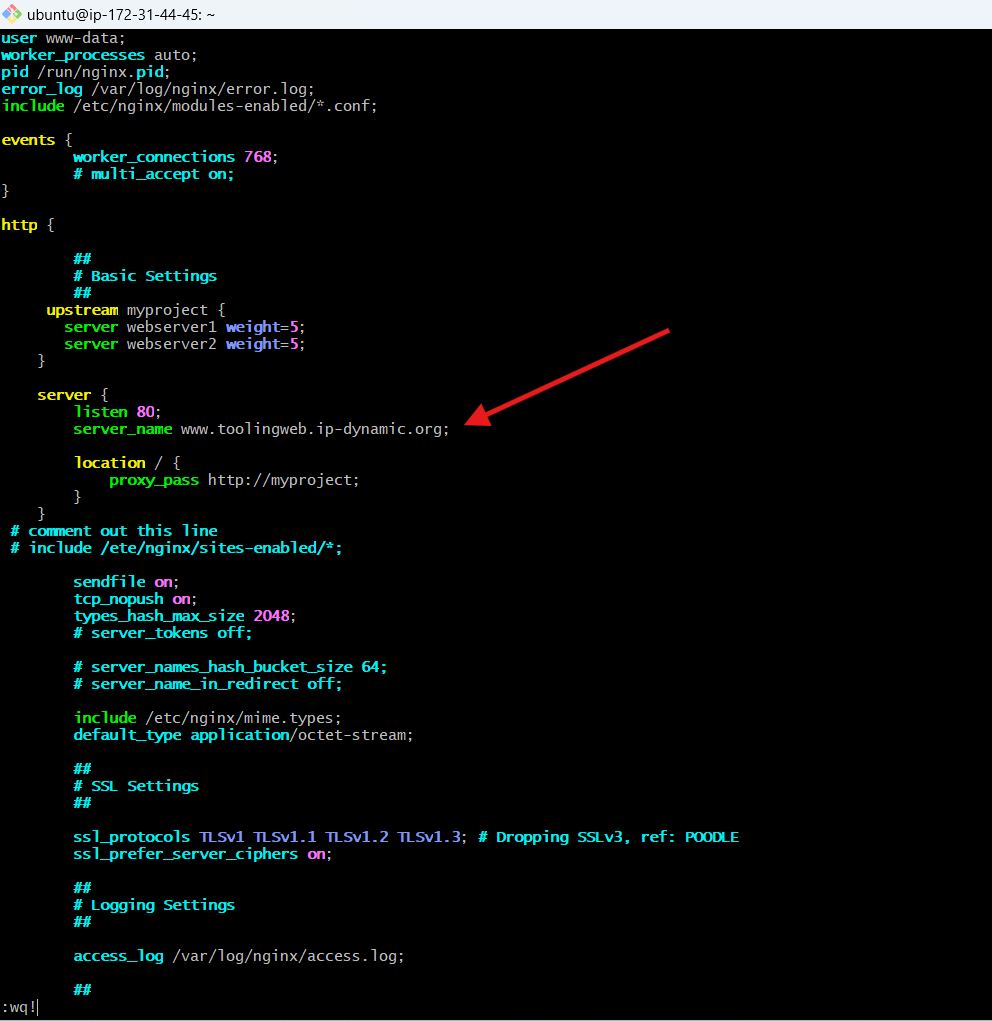 ubuntu@ip-172-31-44-45: ~
user www-data;
worker_processes auto;
pid /run/nginx.pid;
error_log /var/log/nginx/error.log;
include /etc/nginx/modules-enabled/*.conf;
events {
worker_connections 768;
# multi_accept on;
}
http {
##
# Basic Settings
##
upstream myproject {
server webserver1 weight=5;
server webserver2 weight=5;
}
server {
listen 80;
server_name www.toolingweb.ip-dynamic.org;
location / {
proxy_pass http://myproject;
}
}
# comment out this line
# include /ete/nginx/sites-enabled/*;
sendfile on;
tcp_nopush on;
types_hash_max_size 2048;
# server_tokens off;
# server_names_hash_bucket_size 64;
# server_name_in_redirect off;
include /etc/nginx/mime.types;
default_type application/octet-stream;
##
# SSL Settings
##
ssl_protocols TLSv1 TLSv1.1 TLSv1.2 TLSv1.3; # Dropping SSLv3, ref: POODLE
ssl_prefer_server_ciphers on;
##
# Logging Settings
##
access_log /var/log/nginx/access.log;
##
:wq!